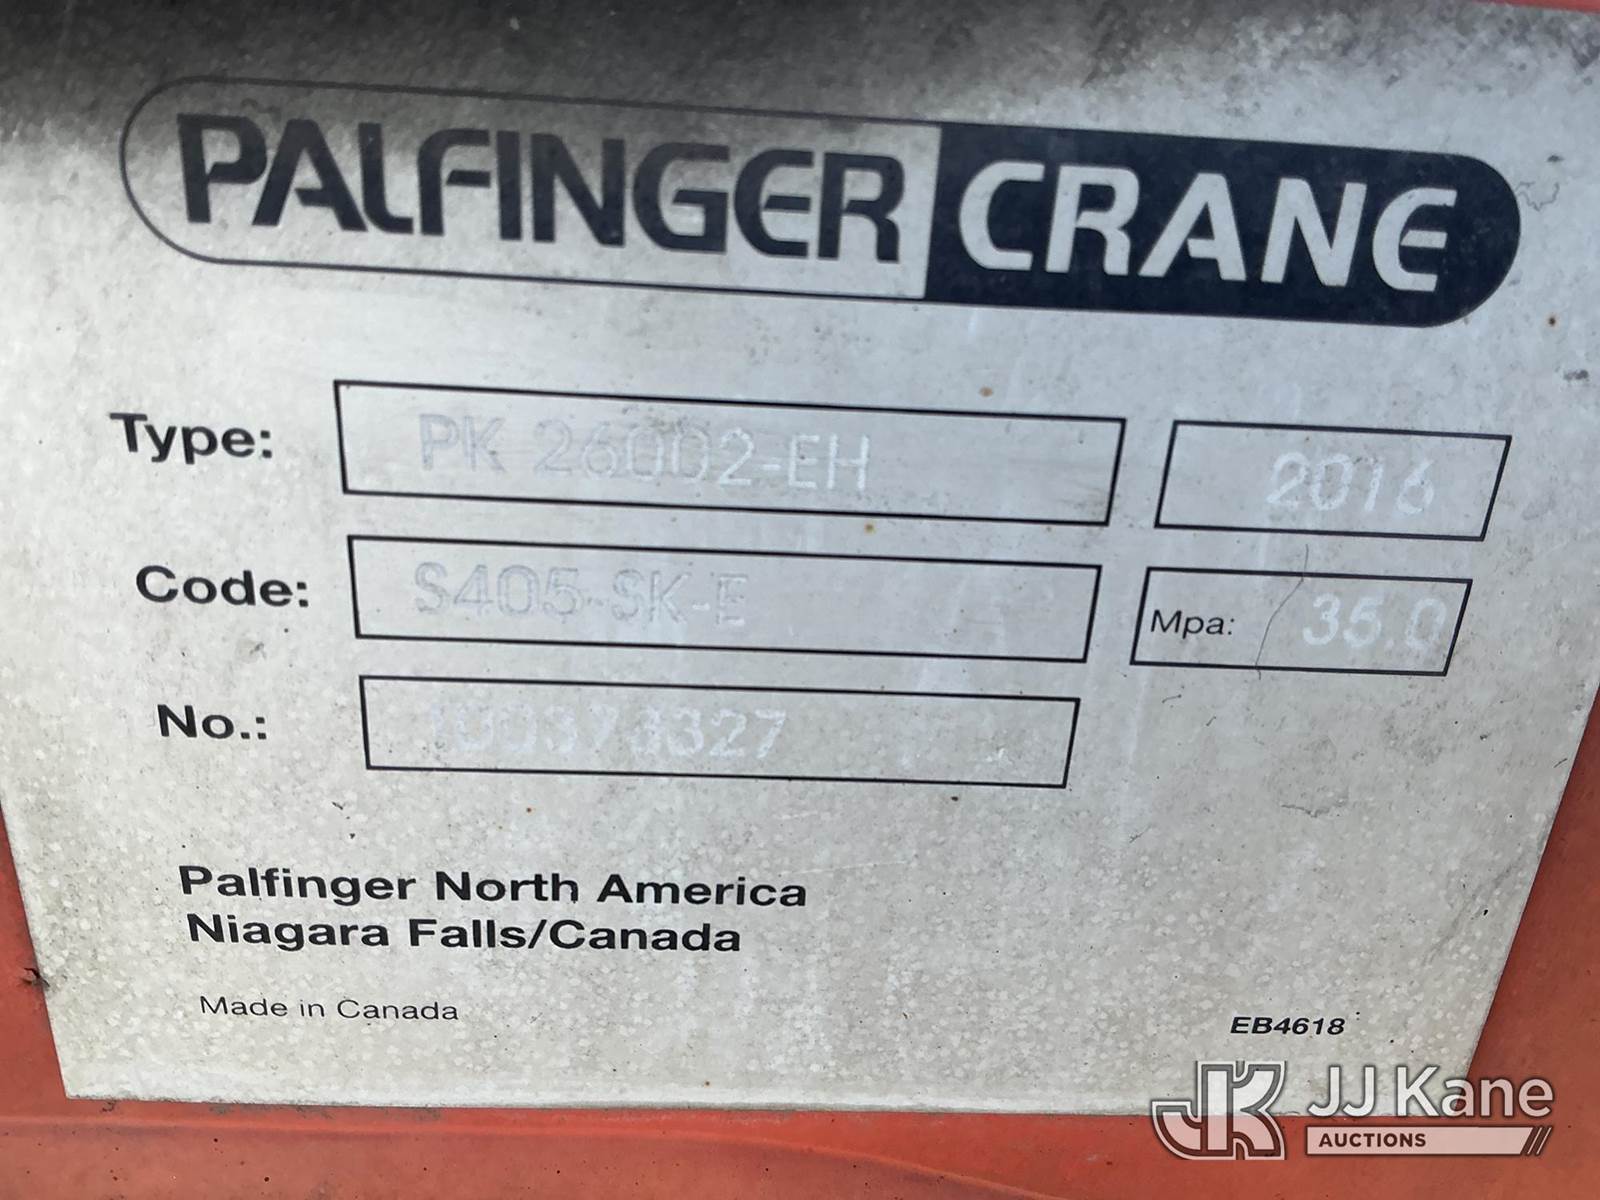 PALFINGER CRANE
Type: PK 26002-EH 2016
Code: S405-SK-E Mpa: 35.0
No.:
Palfinger North America
Niagara Falls/Canada
Made in Canada
EB4618
JK JJ Kane
AUCTIONS